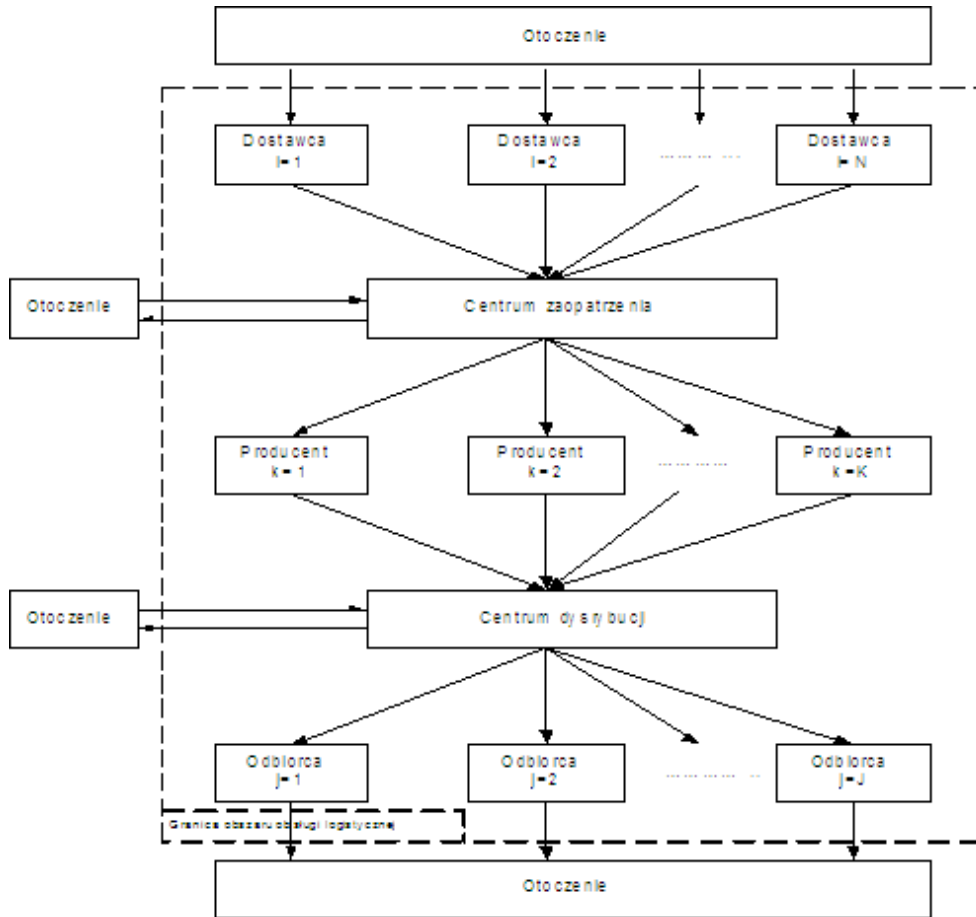 Otoczenie
Dostawca
i=1
Dostawca
i=2
……… …
Dostawca
i=N
Otoczenie
Centrum zaopatrzenia
Producent
k=1
Producent
k=2
…………
Producent
k=K
Otoczenie
Centrum dysrybucji
Odbiorca
j=1
Odbiorca
j=2
………… ..
Odbiorca
j=J
Granica obszaru obsługi logistycznej
Otoczenie